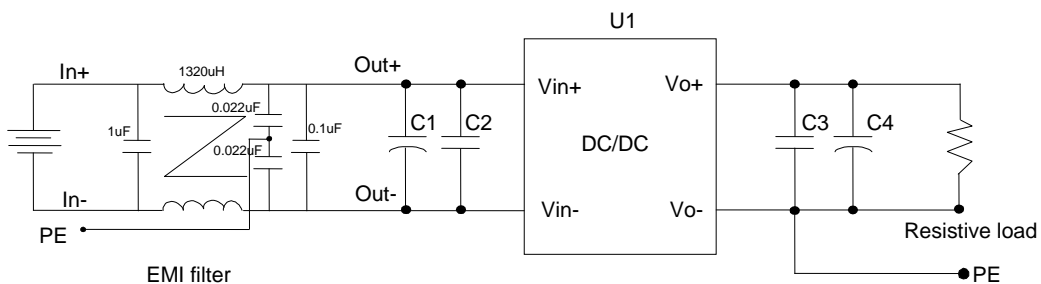 U1
In+
1320uH
Out+
Vin+
Vo+
0.022uF
1uF
0.1uF
C1
C2
C3
C4
DC/DC
0.022uF
In-
Out-
Vin-
Vo-
PE
Resistive load
EMI filter
PE